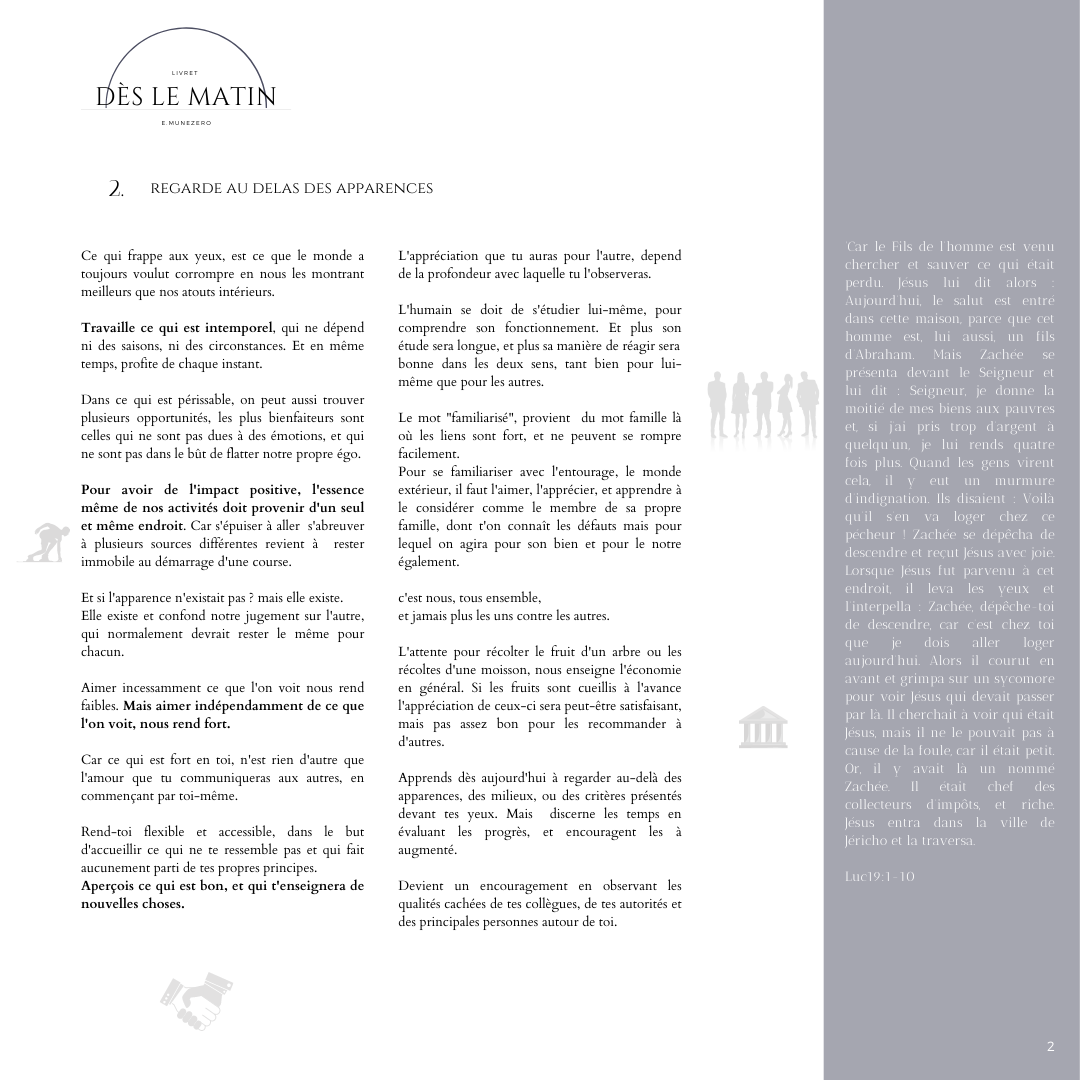 LIVRET
DÈS LE MATIN
E.MUNEZERO
2. REGARDE AU DELAS DES APPARENCES
Ce qui frappe aux yeux, est ce que le monde a
toujours voulut corrompre en nous les montrant
meilleurs que nos atouts intérieurs.
Travaille ce qui est intemporel, qui ne dépend
ni des saisons, ni des circonstances. Et en même
temps, profite de chaque instant.
Dans ce qui est périssable, on peut aussi trouver
plusieurs opportunités, les plus bienfaiteurs sont
celles qui ne sont pas dues à des émotions, et qui
ne sont pas dans le bût de flatter notre propre égo.
Pour avoir de l'impact positive, l'essence
même de nos activités doit provenir d'un seul
et même endroit. Car s'épuiser à aller s'abreuver
à plusieurs sources différentes revient à rester
immobile au démarrage d'une course.
Et si l'apparence n'existait pas ? mais elle existe.
Elle existe et confond notre jugement sur l'autre,
qui normalement devrait rester le même pour
chacun.
Aimer incessamment ce que l'on voit nous rend
faibles. Mais aimer indépendamment de ce que
l'on voit, nous rend fort.
Car ce qui est fort en toi, n'est rien d'autre que
l'amour que tu communiqueras aux autres, en
commençant par toi-même.
Rend-toi flexible et accessible, dans le but
d'accueillir ce qui ne te ressemble pas et qui fait
aucunement parti de tes propres principes.
Aperçois ce qui est bon, et qui t'enseignera de
nouvelles choses.
L'appréciation que tu auras pour l'autre, depend
de la profondeur avec laquelle tu l'observeras.
L'humain se doit de s'étudier lui-même, pour
comprendre son fonctionnement. Et plus son
étude sera longue, et plus sa manière de réagir sera
bonne dans les deux sens, tant bien pour lui-
même que pour les autres.
Le mot "familiarisé", provient du mot famille là
où les liens sont fort, et ne peuvent se rompre
facilement.
Pour se familiariser avec l'entourage, le monde
extérieur, il faut l'aimer, l'apprécier, et apprendre à
le considérer comme le membre de sa propre
famille, dont t'on connaît les défauts mais pour
lequel on agira pour son bien et pour le notre
également.
c'est nous, tous ensemble,
et jamais plus les uns contre les autres.
L'attente pour récolter le fruit d'un arbre ou les
récoltes d'une moisson, nous enseigne l'économie
en général. Si les fruits sont cueillis à l'avance
l'appréciation de ceux-ci sera peut-être satisfaisant,
mais pas assez bon pour les recommander à
d'autres.
Apprends dès aujourd'hui à regarder au-delà des
apparences, des milieux, ou des critères présentés
devant tes yeux. Mais discerne les temps en
évaluant les progrès, et encouragent les à
augmenté.
Devient un encouragement en observant les
qualités cachées de tes collègues, de tes autorités et
des principales personnes autour de toi.
'Car le Fils de l'homme est venu
chercher et sauver ce qui était
perdu. Jésus lui dit alors :
Aujourd'hui, le salut est entré
dans cette maison, parce que cet
homme est, lui aussi, un fils
d'Abraham. Mais Zachée se
présenta devant le Seigneur et
lui dit : Seigneur, je donne la
moitié de mes biens aux pauvres
et, si j'ai pris trop d'argent à
quelqu'un, je lui rends quatre
fois plus. Quand les gens virent
cela, il y eut un murmure
d'indignation. Ils disaient : Voilà
qu'il s'en va loger chez ce
pécheur ! Zachée se dépêcha de
descendre et reçut Jésus avec joie.
Lorsque Jésus fut parvenu à cet
endroit, il leva les yeux et
l'interpella : Zachée, dépêche-toi
de descendre, car c'est chez toi
que je dois aller loger
aujourd'hui. Alors il courut en
avant et grimpa sur un sycomore
pour voir Jésus qui devait passer
par là. Il cherchait à voir qui était
Jésus, mais il ne le pouvait pas à
cause de la foule, car il était petit.
Or, il y avait là un nommé
Zachée. Il était chef des
collecteurs d'impôts, et riche.
Jésus entra dans la ville de
Jéricho et la traversa.
Luc19:1-10
2